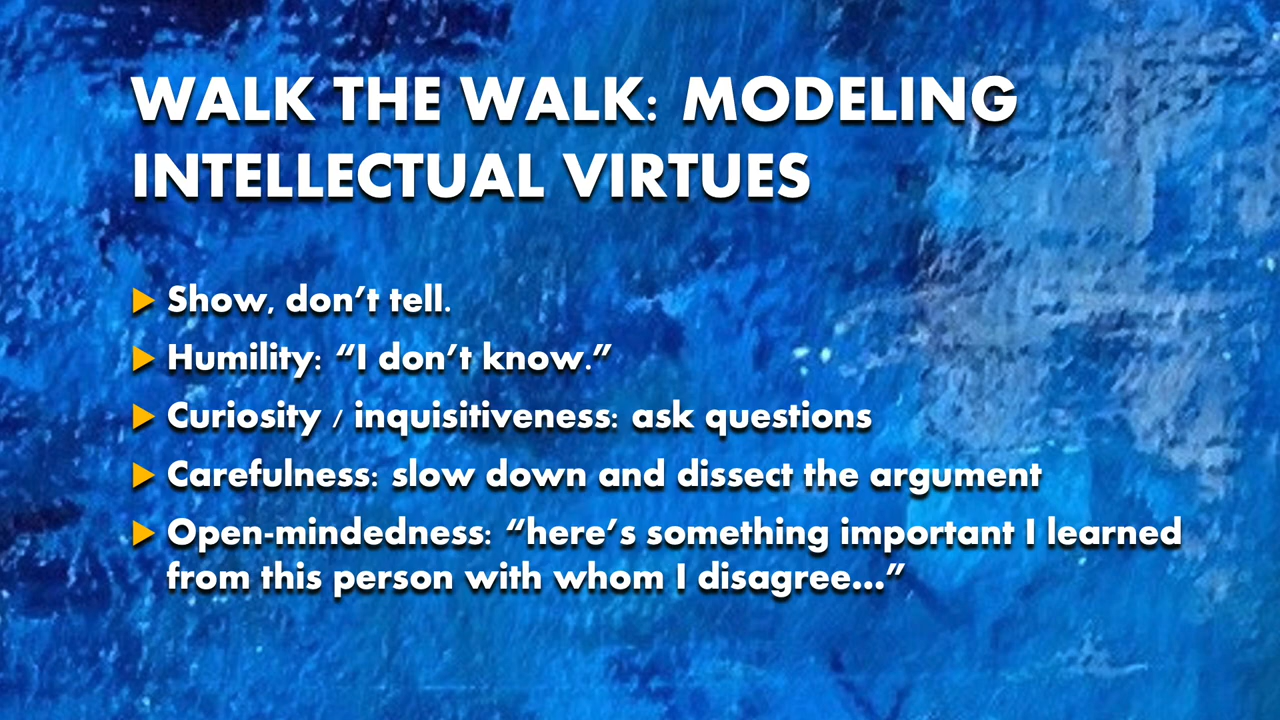 WALK THE WALK: MODELING
INTELLECTUAL VIRTUES
Show, don’t tell.
Humility: “I don’t know.”
Curiosity / inquisitiveness: ask questions
Carefulness: slow down and dissect the argument
Open-mindedness: “here’s something important I learned
from this person with whom I disagree…”